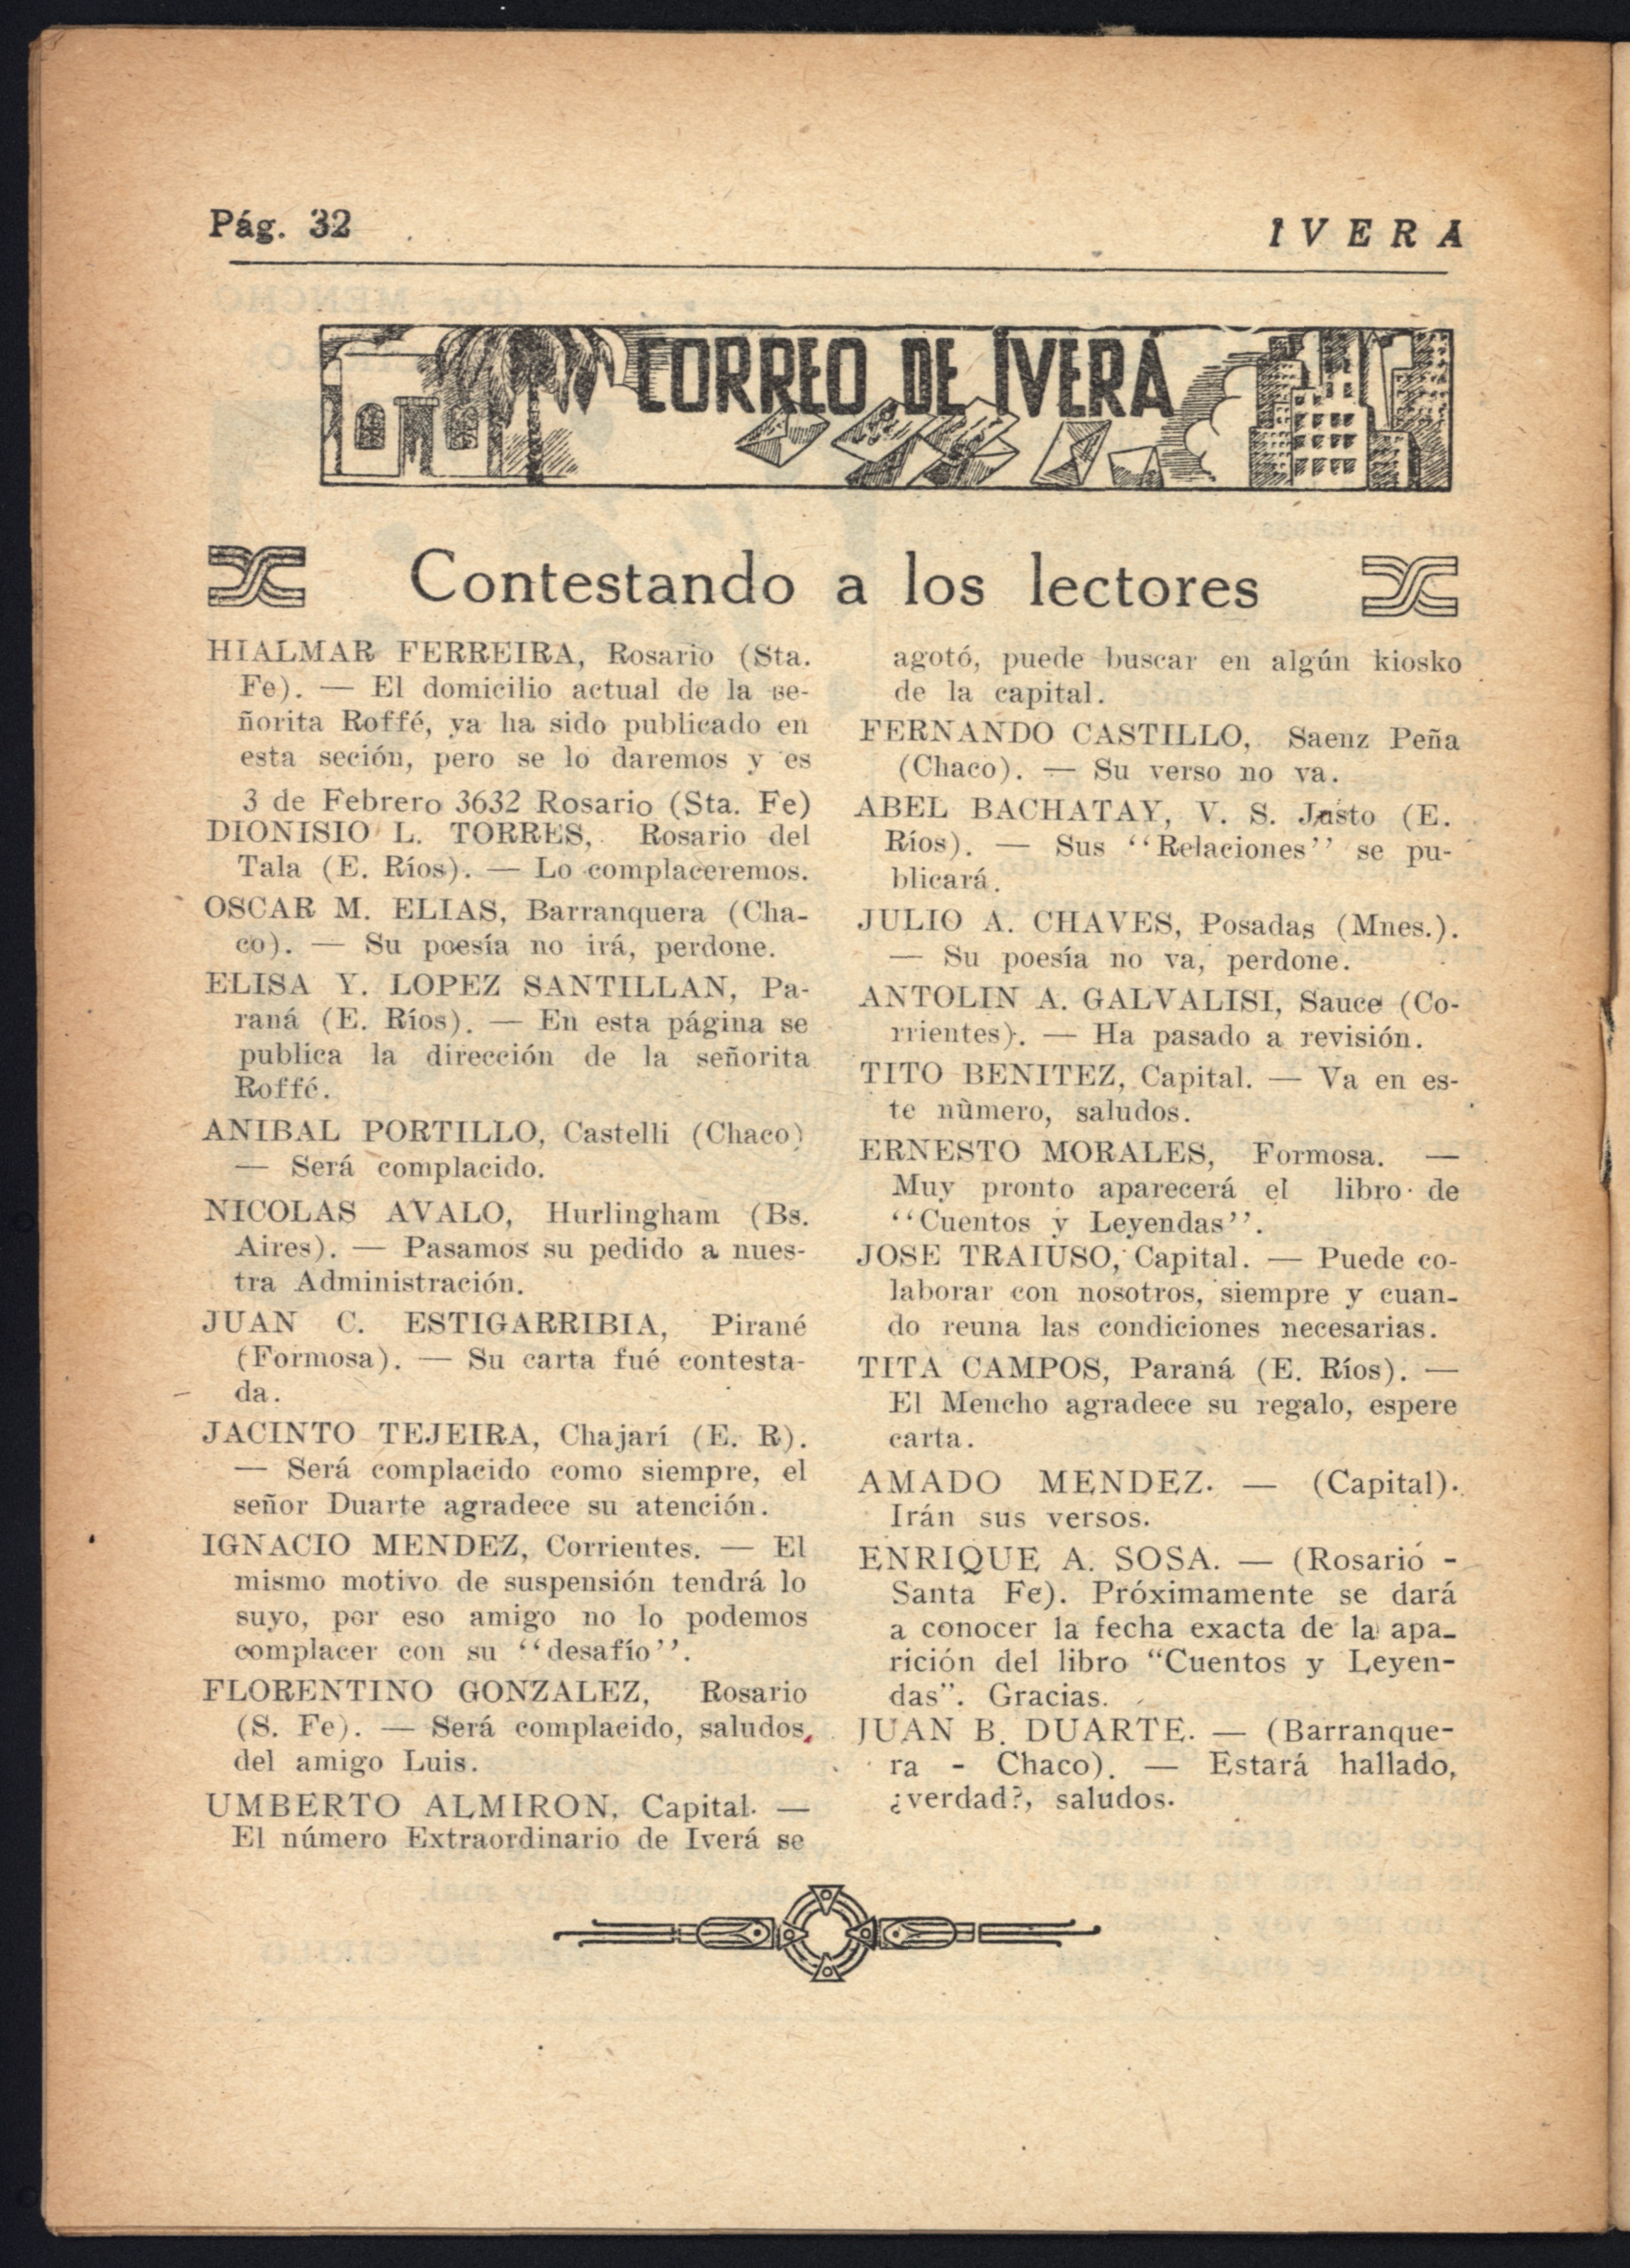 Pág. 32
IVERA
CORREO DE IVERÁ
Contestando a los lectores
HIALMAR FERREIRA, Rosario (Sta.
Fe). — El domicilio actual de la se-
ñorita Roffé, ya ha sido publicado en
esta seción, pero se lo daremos y es
3 de Febrero 3632 Rosario (Sta. Fe)
DIONISIO L. TORRES, Rosario del
Tala (E. Ríos). — Lo complaceremos.
OSCAR M. ELIAS, Barranquera (Cha-
co). — Su poesía no irá, perdone.
ELISA Y. LOPEZ SANTILLAN, Pa-
raná (E. Ríos). — En esta página se
publica la dirección de la señorita
Roffé.
ANIBAL PORTILLO, Castelli (Chaco)
— Será complacido.
NICOLAS AVALO, Hurlingham (Bs.
Aires). — Pasamos su pedido a nues-
tra Administración.
JUAN C. ESTIGARRIBIA, Pirané
(Formosa). — Su carta fué contesta-
da.
JACINTO TEJEIRA, Chajarí (E. R).
— Será complacido como siempre, el
señor Duarte agradece su atención.
IGNACIO MENDEZ, Corrientes. — El
mismo motivo de suspensión tendrá lo
suyo, por eso amigo no lo podemos
complacer con su ‘‘desafío’’.
FLORENTINO GONZALEZ, Rosario
(S. Fe). — Será complacido, saludos,
del amigo Luis.
UMBERTO ALMIRON, Capital. —
El número Extraordinario de Iverá se
agotó, puede buscar en algún kiosko
de la capital.
FERNANDO CASTILLO, Saenz Peña
(Chaco). — Su verso no va.
ABEL BACHATAY, V. S. Justo (E.
Ríos). — Sus ‘‘Relaciones’’ se pu-
blicará.
JULIO A. CHAVES, Posadas (Mnes.).
— Su poesía no va, perdone.
ANTOLIN A. GALVALISI, Sauce (Co-
rrientes). — Ha pasado a revisión.
TITO BENITEZ, Capital. — Va en es-
te nùmero, saludos.
ERNESTO MORALES, Formosa. —
Muy pronto aparecerá el libro de
‘‘Cuentos y Leyendas’’.
JOSE TRAIUSO, Capital. — Puede co-
laborar con nosotros, siempre y cuan-
do reuna las condiciones necesarias.
TITA CAMPOS, Paraná (E. Ríos). —
El Mencho agradece su regalo, espere
carta.
AMADO MENDEZ. — (Capital).
Irán sus versos.
ENRIQUE A. SOSA. — (Rosario -
Santa Fe). Próximamente se dará
a conocer la fecha exacta de la apa-
rición del libro “Cuentos y Leyen-
das”. Gracias.
JUAN B. DUARTE. — (Barranque-
ra - Chaco). — Estará hallado,
¿verdad?, saludos.